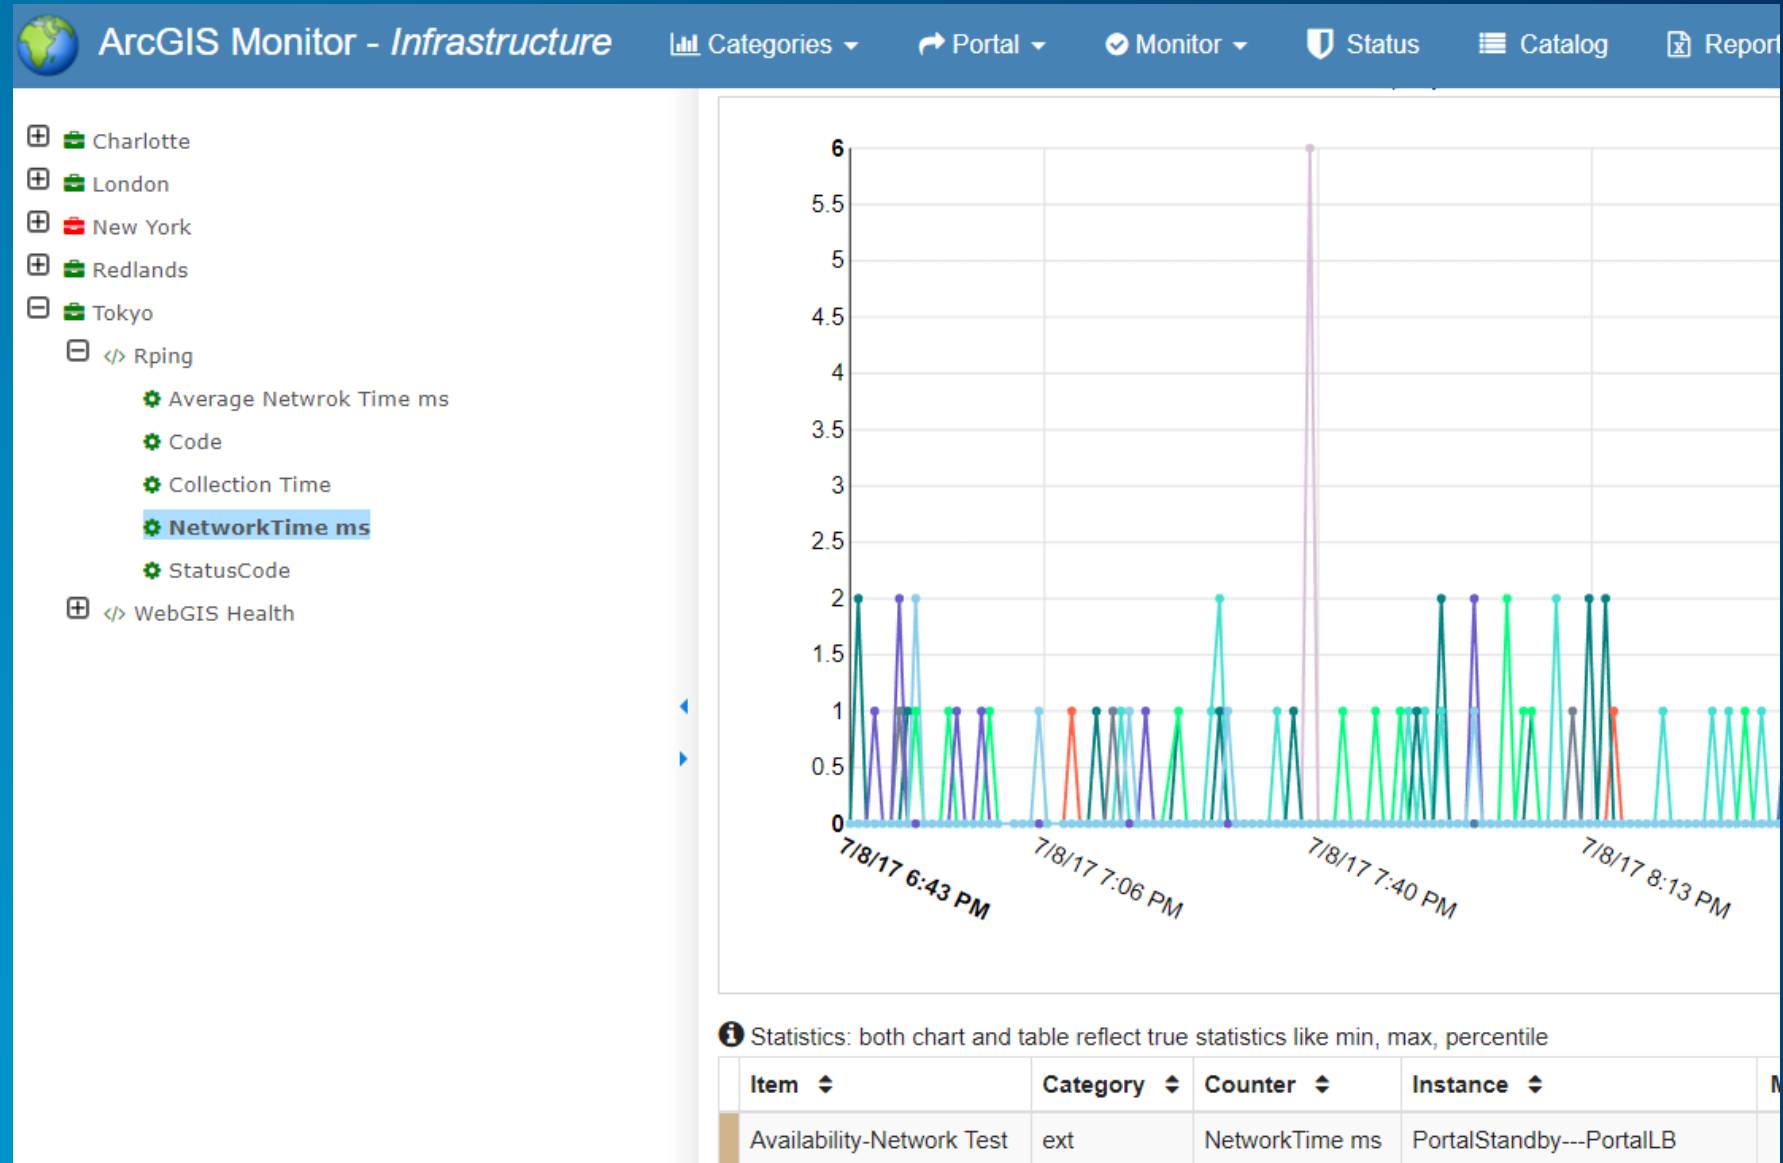 ArcGIS Monitor - Infrastructure Categories Portal Monitor Status Catalog Report
Charlotte
London
New York
Redlands
Tokyo
Rping
Average Netwrok Time ms
Code
Collection Time
NetworkTime ms
StatusCode
WebGIS Health
6
5.5
5
4.5
4
3.5
3
2.5
2
1.5
1
0.5
0
7/8/17 6:43 PM 7/8/17 7:06 PM 7/8/17 7:40 PM 7/8/17 8:13 PM
Statistics: both chart and table reflect true statistics like min, max, percentile
Item Category Counter Instance
Availability-Network Test ext NetworkTime ms PortalStandby---PortalLB